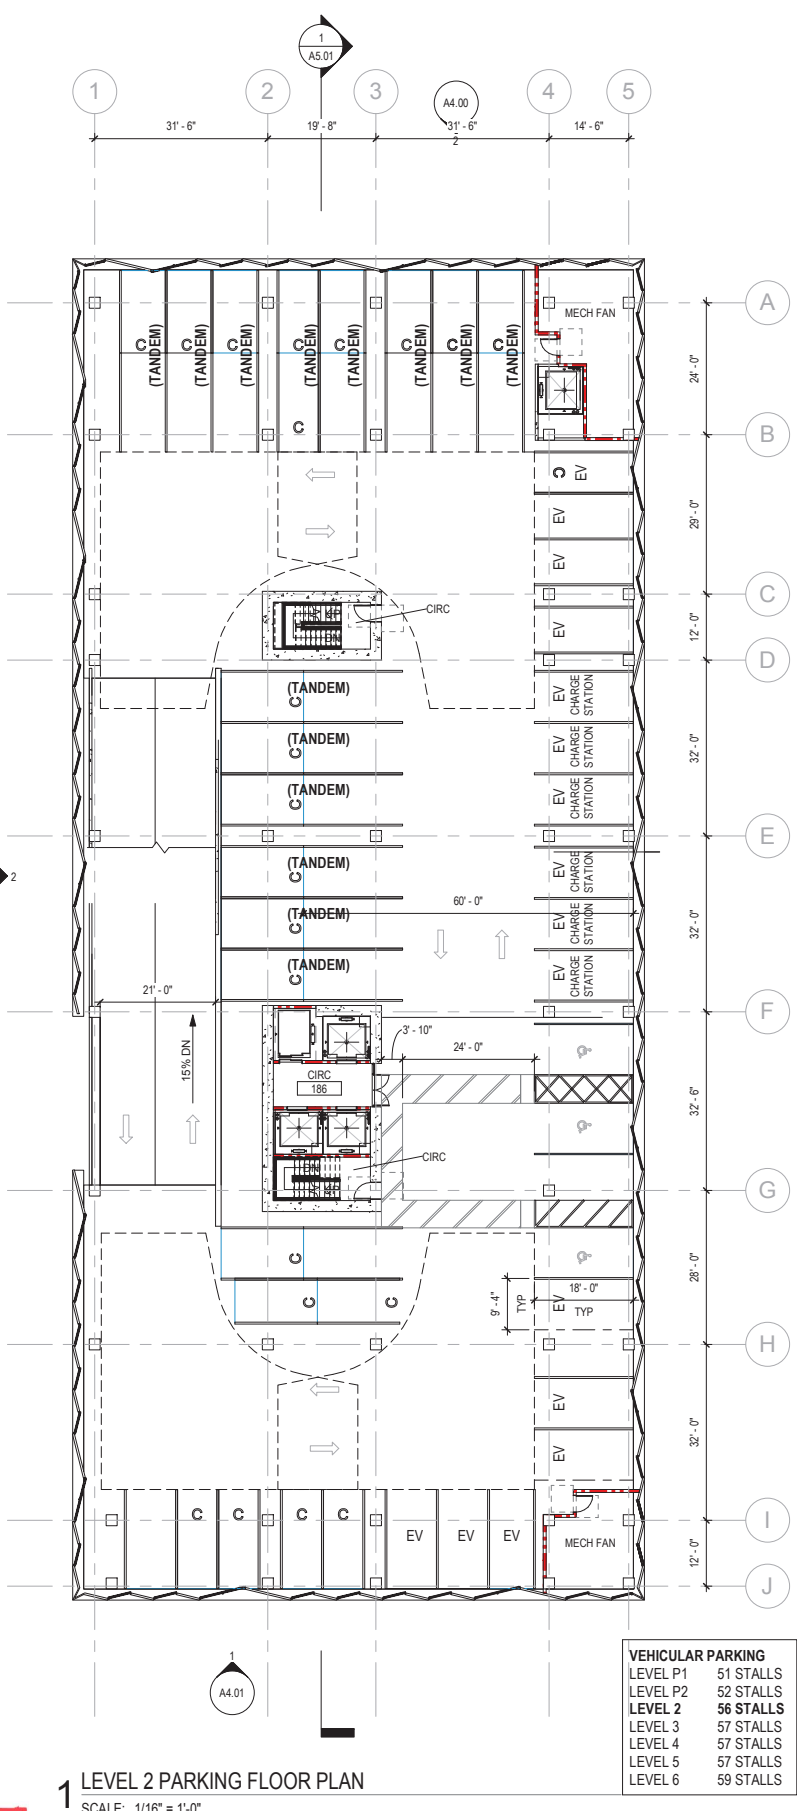 1
A5.01
1
2
3
A4.00
2
4
5
31' - 6"
19' - 8"
31' - 6"
14' - 6"
A
MECH FAN
C
(TANDEM)
C
(TANDEM)
C
(TANDEM)
C
(TANDEM)
C
(TANDEM)
C
(TANDEM)
C
(TANDEM)
C
(TANDEM)
24' - 0"
C
B
C
EV
EV
29' - 0"
EV
C
CIRC
UP
DN
EV
12' - 0"
D
C
(TANDEM)
EV
CHARGE
STATION
C
(TANDEM)
EV
CHARGE
STATION
32' - 0"
C
(TANDEM)
EV
CHARGE
STATION
E
C
(TANDEM)
EV
CHARGE
STATION
2
C
(TANDEM)
60' - 0"
EV
CHARGE
STATION
32' - 0"
C
(TANDEM)
EV
CHARGE
STATION
21' - 0"
F
15% DN
3' - 10"
24' - 0"
CIRC
186
32' - 6"
CIRC
DN
UP
G
C
28' - 0"
C
C
9' - 4"
TYP
18' - 0"
EV
TYP
H
EV
EV
32' - 0"
C
C
C
C
EV
EV
EV
I
MECH FAN
12' - 0"
J
1
A4.01
VEHICULAR PARKING
LEVEL P1 51 STALLS
LEVEL P2 52 STALLS
LEVEL 2 56 STALLS
LEVEL 3 57 STALLS
LEVEL 4 57 STALLS
LEVEL 5 57 STALLS
LEVEL 6 59 STALLS
1 LEVEL 2 PARKING FLOOR PLAN
SCALE: 1/16" = 1'-0"